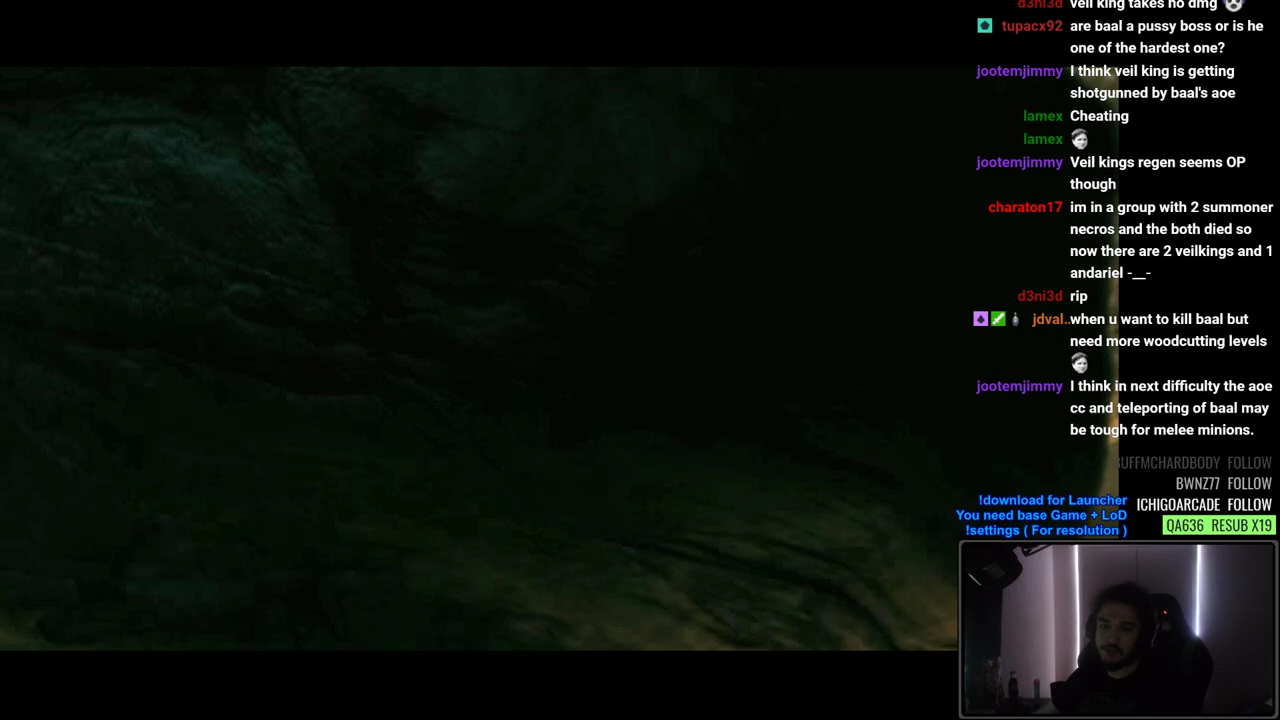 d3ni3d veil king takes no dmg
tupacx92 are baal a pussy boss or is he
one of the hardest one?
jootemjimmy I think veil king is getting
shotgunned by baal's aoe
lamex Cheating
lamex
jootemjimmy Veil kings regen seems OP
though
charaton17 im in a group with 2 summoner
necros and the both died so
now there are 2 veilkings and 1
andariel -__-
d3ni3d rip
jdval.. when u want to kill baal but
need more woodcutting levels
jootemjimmy I think in next difficulty the aoe
cc and teleporting of baal may
be tough for melee minions.
UFFMCHARDBODY FOLLOW
BWNZ77 FOLLOW
!download for Launcher
ICHIGOARCADE FOLLOW
You need base Game + LoD
QA636 RESUB X19
!settings ( For resolution )